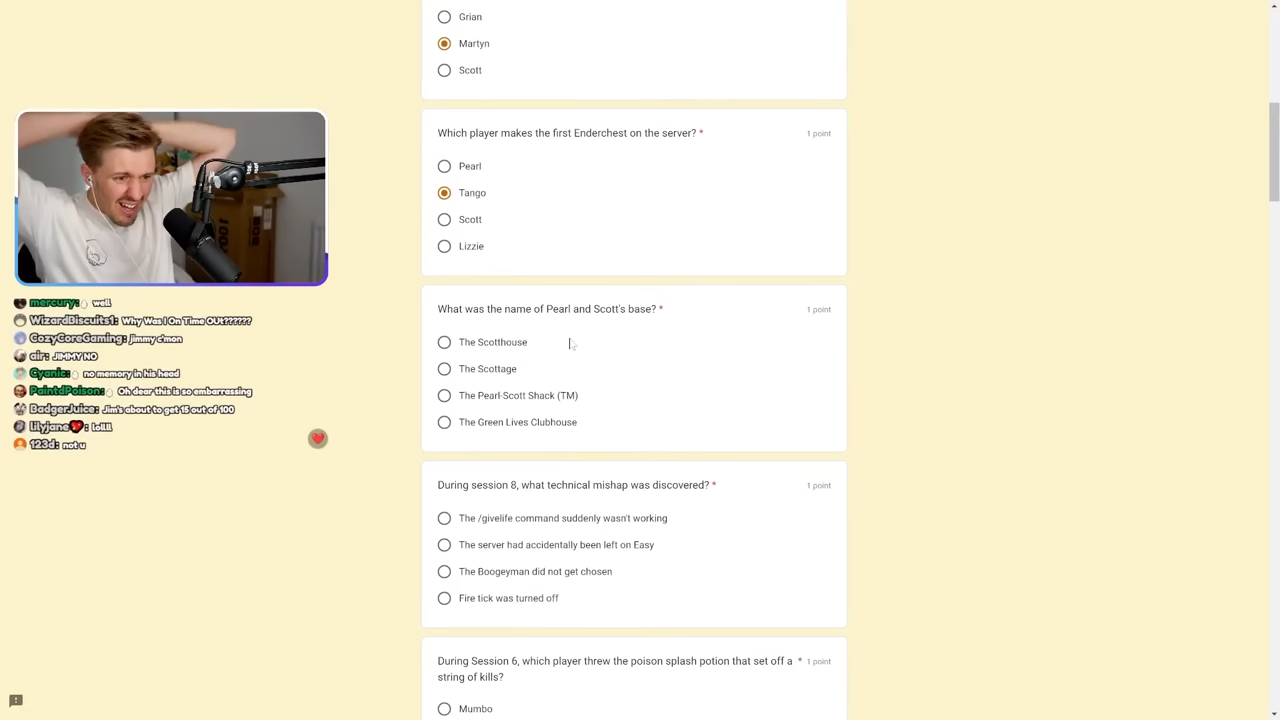 Grian
Martyn
Scott
Which player makes the first Enderchest on the server? *
1 point
Pearl
Tango
Scott
Lizzie
What was the name of Pearl and Scott's base? *
1 point
The Scotthouse
The Scottage
The Pearl-Scott Shack (TM)
The Green Lives Clubhouse
During session 8, what technical mishap was discovered? *
1 point
The /givelife command suddenly wasn't working
The server had accidentally been left on Easy
The Boogeyman did not get chosen
Fire tick was turned off
During Session 6, which player threw the poison splash potion that set off a *
string of kills?
1 point
Mumbo
mercury: well
WizardBiscuits1: Why Was I On Time OUt??????
CozyCoreGaming: Jimmy c'mon
air: JIMMY NO
Cyanic: no memory in his head
PaintdPoison: Oh dear this is so embarrassing
BadgerJuice: Jim's about to get 15 out of 100
Lilyjane: lolll
123d: not u